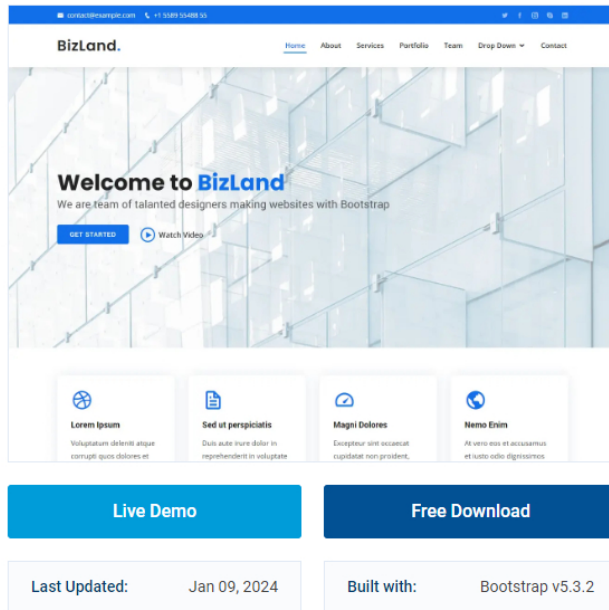 contact@example.com +1 5589 55488 55
BizLand.
Home About Services Portfolio Team Drop Down Contact
Welcome to BizLand
We are team of talanted designers making websites with Bootstrap
GET STARTED Watch Video
Lorem Ipsum Sed ut perspiciatis Magni Dolores Nemo Enim
Voluptatum deleniti atque Duis aute irure dolor in Excepteur sint occaecat At vero eos et accusamus
corrupti quos dolores et reprehenderit in voluptate cupidatat non proident, et iusto odio dignissimos
Live Demo Free Download
Last Updated: Jan 09, 2024 Built with: Bootstrap v5.3.2